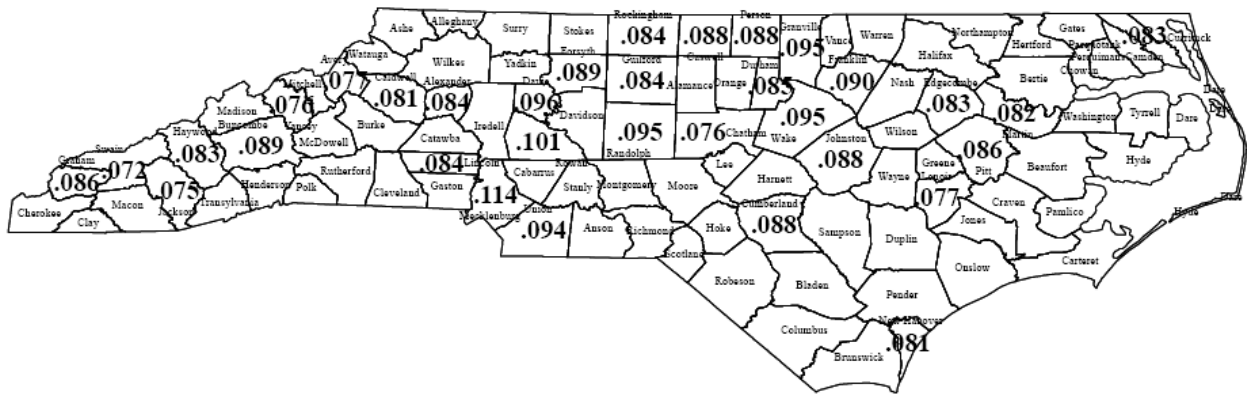 Rockingham
Person
Ashe
Alleghany
Surry
Stokes
.084
.088
.088
Granville
.095
Vance
Warren
Northampton
Gates
Pasquotank
.083
Currituck
Camden
Perquimans
Chowan
Hertford
Halifax
Bertie
Watauga
Avery
.077
Wilkes
Yadkin
Forsyth
.089
Guilford
.084
Caswell
Alamance
Orange
Durham
.085
Franklin
.090
Nash
Edgecombe
.083
Mitchell
.076
Yancey
Caldwell
.081
Alexander
.084
Davie
.096
Davidson
Iredell
.101
Rowan
.095
Randolph
.076
Chatham
.095
Wake
Johnston
.088
Wilson
.082
Martin
Washington
Tyrrell
Dare
Dare
Dare
Dare
Madison
Buncombe
.089
Haywood
.083
McDowell
Burke
Catawba
Swain
Graham
.086
.072
.075
Jackson
Macon
Cherokee
Clay
Transylvania
Henderson
Polk
Rutherford
Cleveland
.084
Lincoln
Gaston
.114
Mecklenburg
Cabarrus
Stanly
Montgomery
Moore
Lee
Harnett
Wayne
Greene
Lenoir
.077
.086
Pitt
Beaufort
Hyde
Hyde
Craven
Pamlico
Jones
Carteret
Onslow
Duplin
Sampson
Cumberland
.088
Hoke
Scotland
Richmond
Anson
Union
.094
Robeson
Bladen
Pender
Columbus
Brunswick
New Hanover
.081